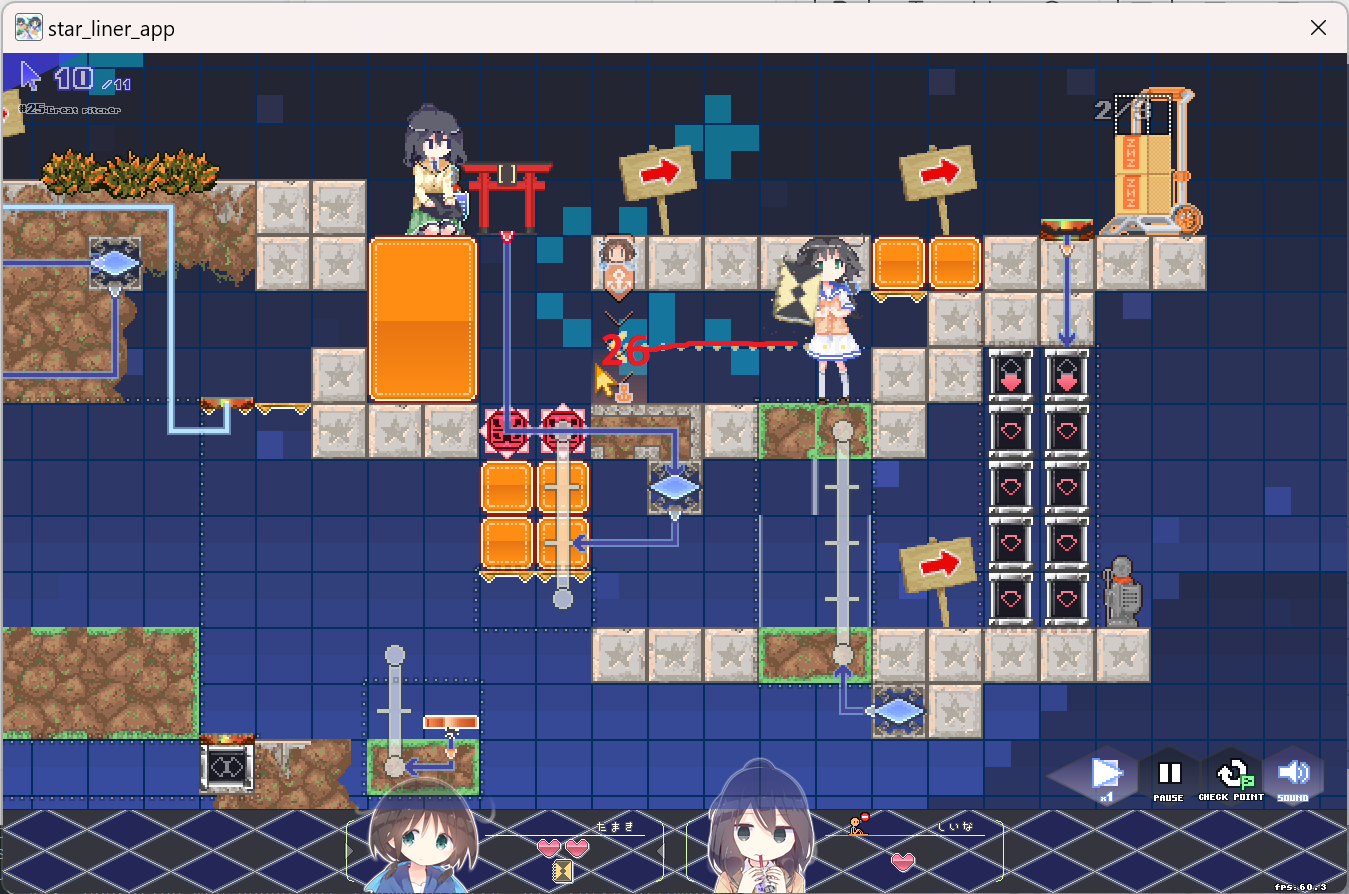 star_liner_app
10/11
#25:Great pitcher
[ ]
2/3
26
x1
PAUSE
CHECK POINT
SOUND
たまき
しいな
fps:60.3